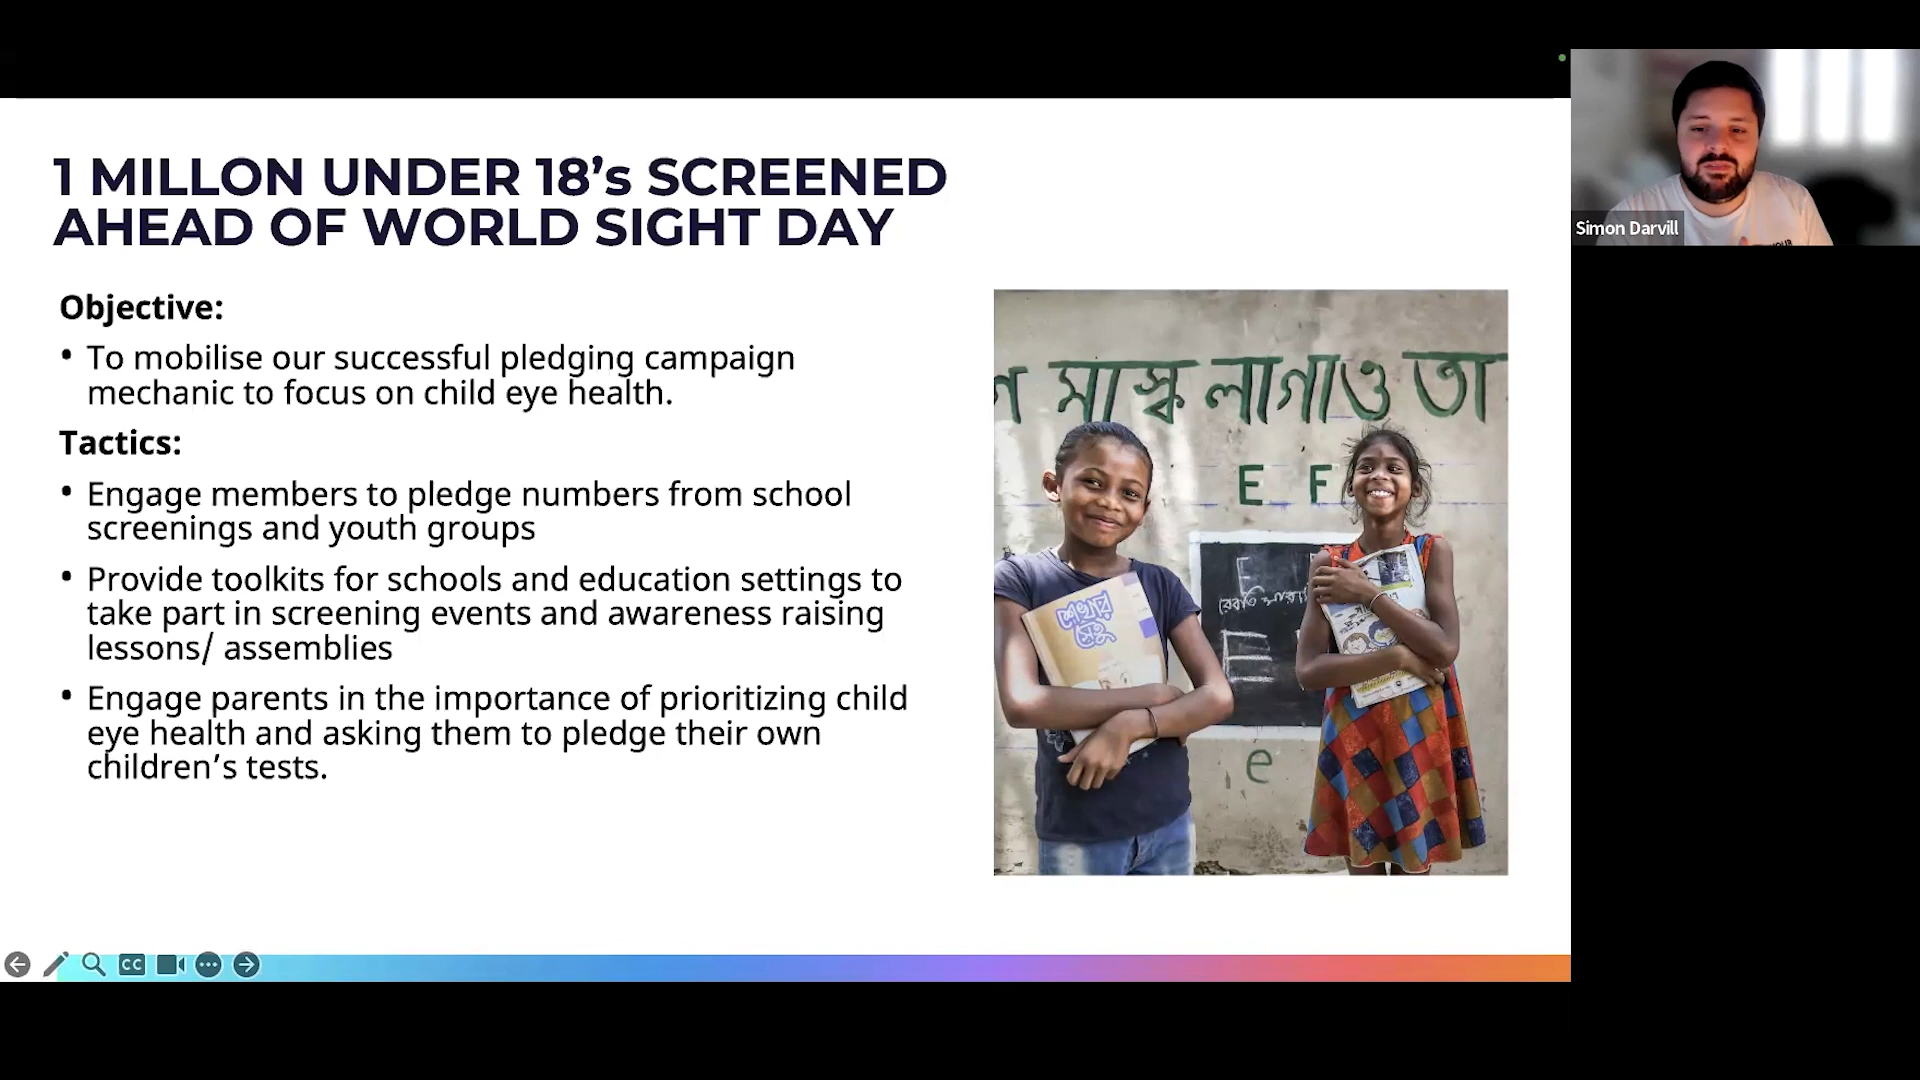 1 MILLON UNDER 18’s SCREENED
AHEAD OF WORLD SIGHT DAY
Objective:
• To mobilise our successful pledging campaign
mechanic to focus on child eye health.
Tactics:
• Engage members to pledge numbers from school
screenings and youth groups
• Provide toolkits for schools and education settings to
take part in screening events and awareness raising
lessons/ assemblies
• Engage parents in the importance of prioritizing child
eye health and asking them to pledge their own
children’s tests.
মাস্ক লাগাও তা
E F
E
e
শেখার
সেতু
CC
Simon Darvill